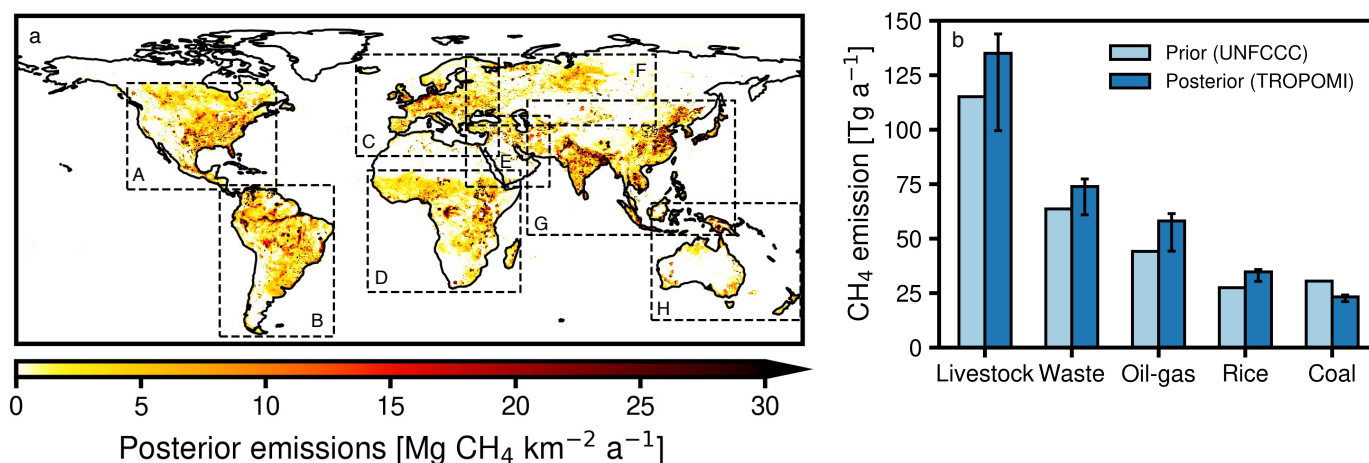 a
A
B
C
D
E
F
G
H
0 5 10 15 20 25 30
Posterior emissions [Mg CH₄ km⁻² a⁻¹]
b
Prior (UNFCCC)
Posterior (TROPOMI)
CH₄ emission [Tg a⁻¹]
150
125
100
75
50
25
0
Livestock Waste Oil-gas Rice Coal